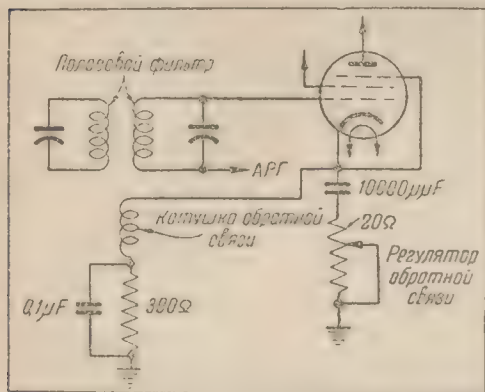 Полосовой фильтр
АРГ
10000μμF
20Ω
Катушка обратной
связи
Регулятор
обратной
связи
0,1μF
300Ω